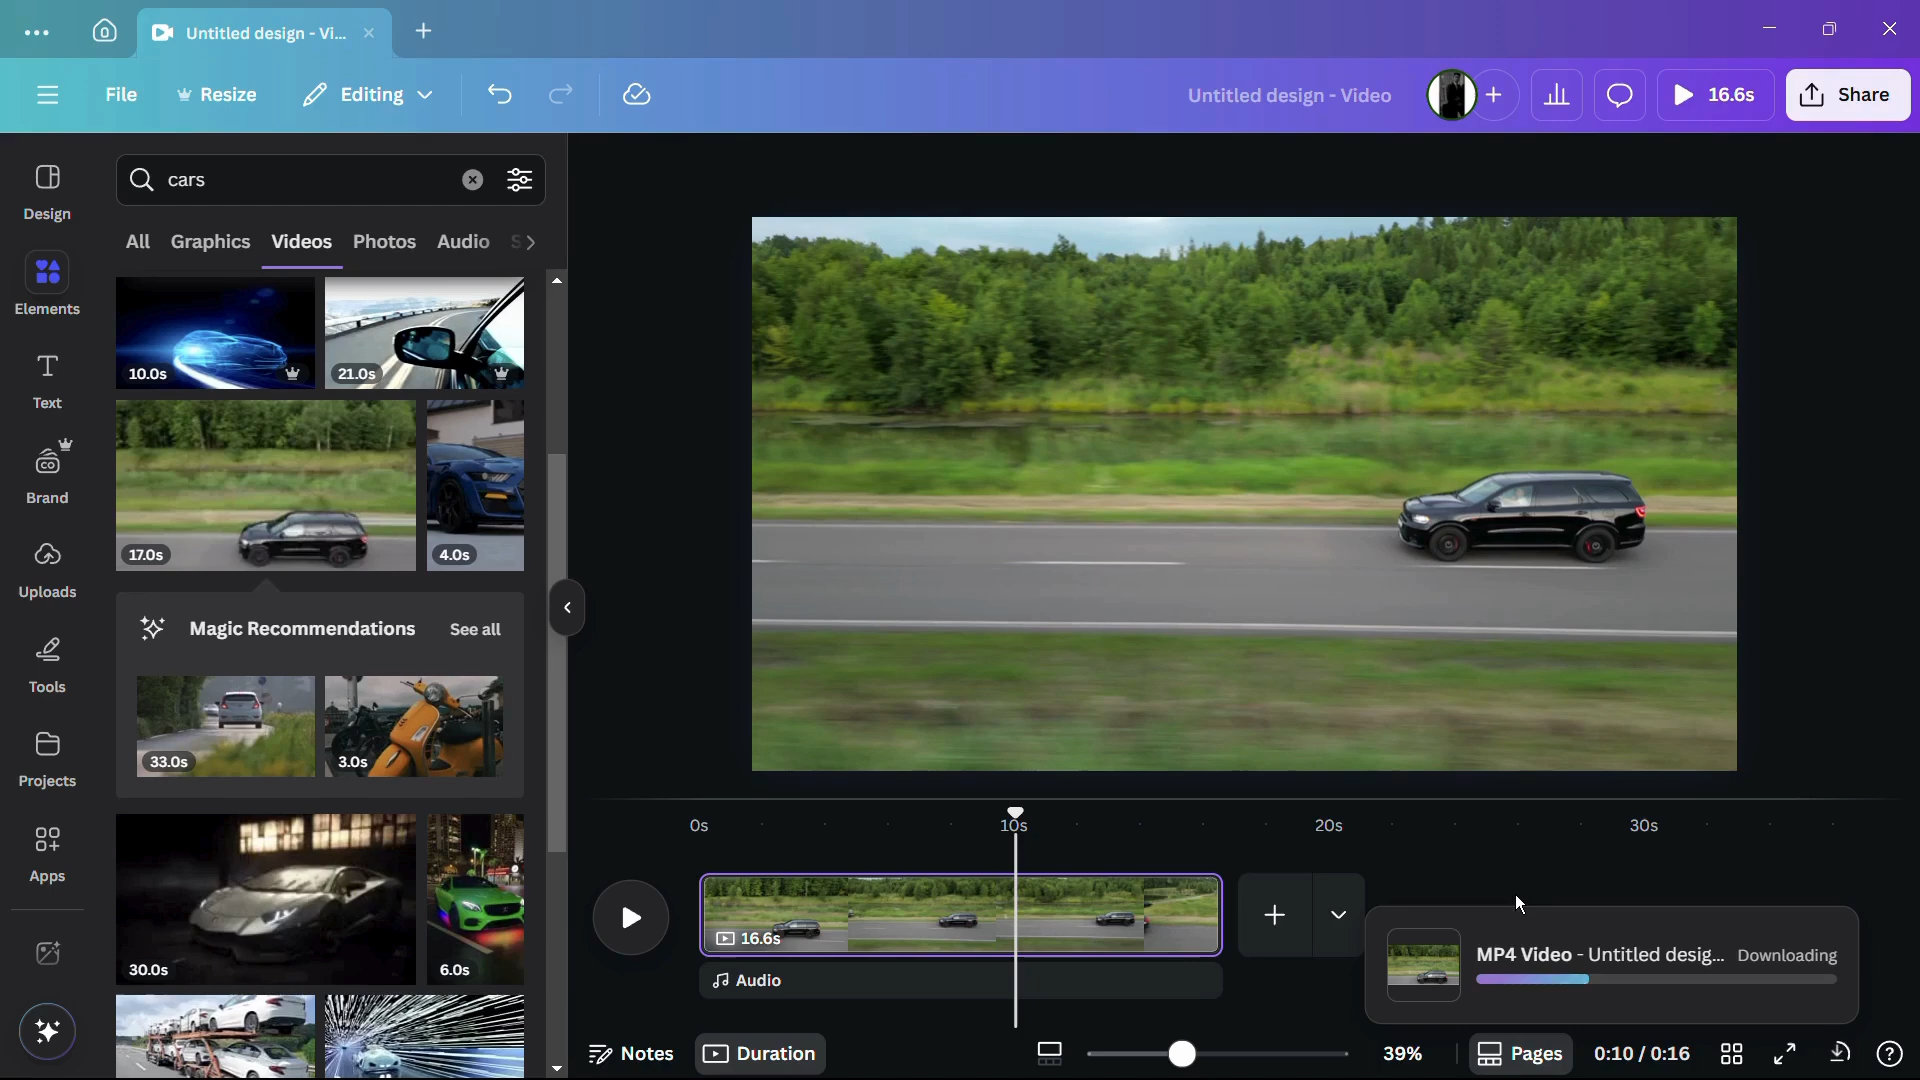 Untitled design - Vi...
File
Resize
Editing
Untitled design - Video
16.6s
Share
Design
Elements
Text
Brand
Uploads
Tools
Projects
Apps
cars
All Graphics Videos Photos Audio S
10.0s
21.0s
17.0s
4.0s
Magic Recommendations See all
33.0s
3.0s
30.0s
6.0s
0s 10s 20s 30s
16.6s
Audio
MP4 Video - Untitled desig... Downloading
Notes
Duration
39%
Pages
0:10 / 0:16